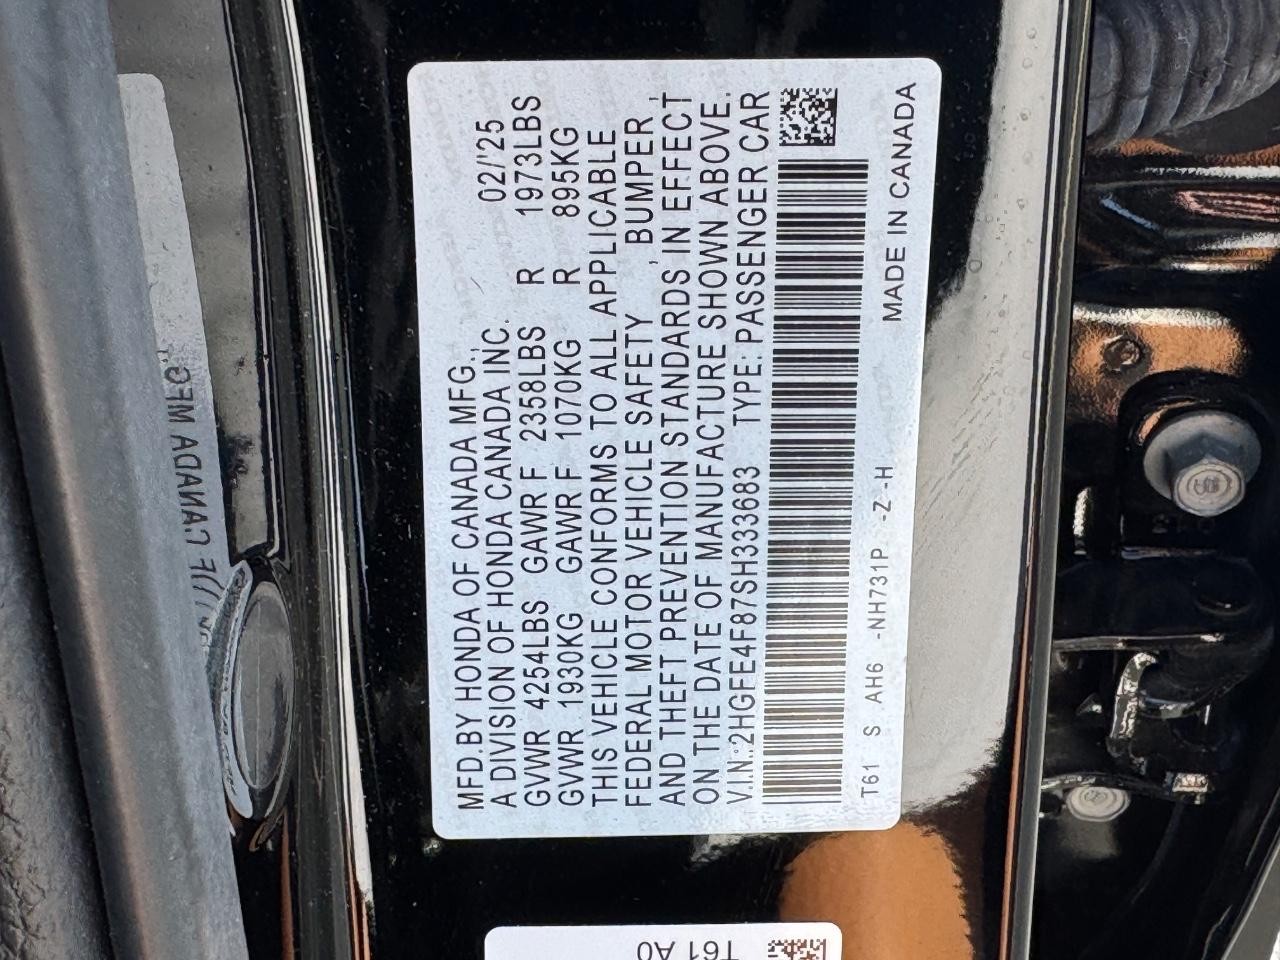 MFD.BY HONDA OF CANADA MFG.,
A DIVISION OF HONDA CANADA INC. 02/'25
GVWR 4254LBS GAWR F 2358LBS R 1973LBS
GVWR 1930KG GAWR F 1070KG R 895KG
THIS VEHICLE CONFORMS TO ALL APPLICABLE
FEDERAL MOTOR VEHICLE SAFETY , BUMPER ,
AND THEFT PREVENTION STANDARDS IN EFFECT
ON THE DATE OF MANUFACTURE SHOWN ABOVE.
V.I.N.:2HGFE4F87SH333683 TYPE: PASSENGER CAR
T61 S AH6 -NH731P -Z -H MADE IN CANADA
T61 A0